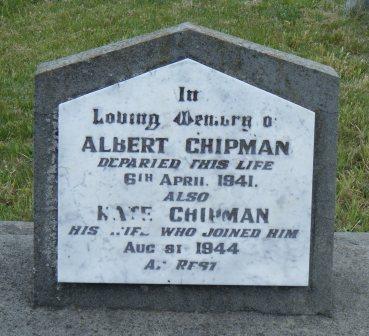 In
Loving Memory of
ALBERT CHIPMAN
DEPARTED THIS LIFE
6TH APRIL. 1941.
ALSO
KATE CHIPMAN
HIS WIFE WHO JOINED HIM
AUG 31 1944
AT REST